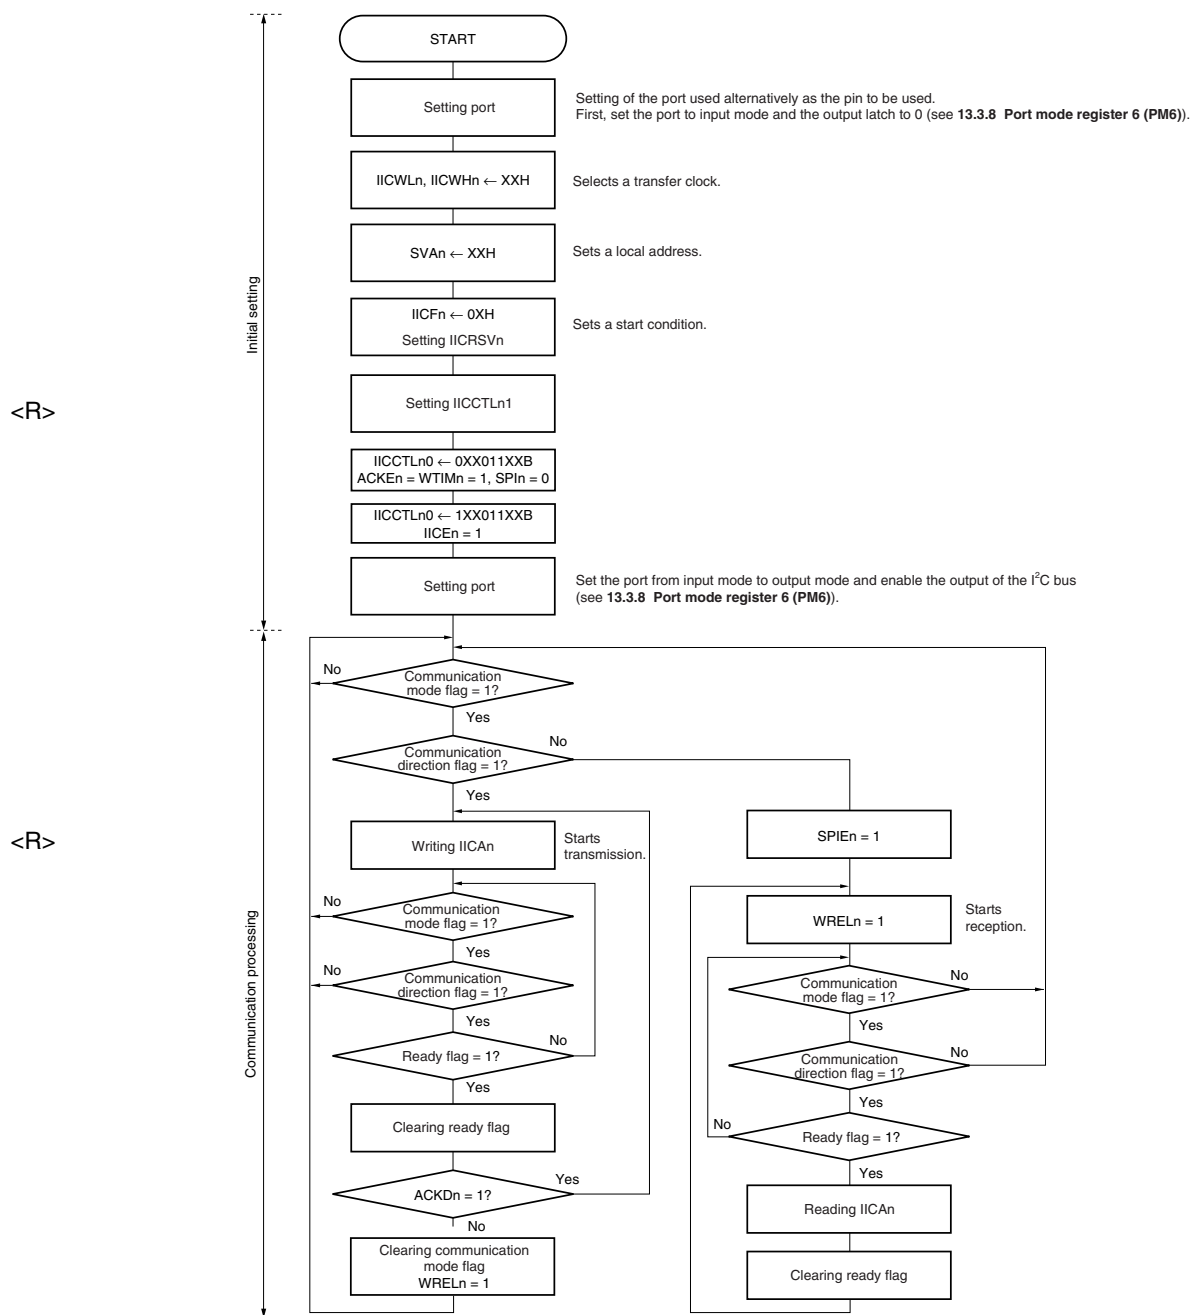 START
Setting port
Setting of the port used alternatively as the pin to be used.
First, set the port to input mode and the output latch to 0 (see 13.3.8 Port mode register 6 (PM6)).
IICWLn, IICWHn ← XXH
Selects a transfer clock.
SVAn ← XXH
Sets a local address.
IICFn ← 0XH
Setting IICRSVn
Sets a start condition.
Initial setting
<R>
Setting IICCTLn1
IICCTLn0 ← 0XX011XXB
ACKEn = WTIMn = 1, SPIn = 0
IICCTLn0 ← 1XX011XXB
IICEn = 1
Setting port
Set the port from input mode to output mode and enable the output of the I²C bus
(see 13.3.8 Port mode register 6 (PM6)).
No
Communication
mode flag = 1?
Yes
Communication
direction flag = 1?
No
Yes
<R>
Writing IICAn
Starts
transmission.
SPIEn = 1
Communication processing
No
Communication
mode flag = 1?
Yes
No
Communication
direction flag = 1?
Yes
Ready flag = 1?
No
Yes
Clearing ready flag
ACKDn = 1?
Yes
No
Clearing communication
mode flag
WRELn = 1
WRELn = 1
Starts
reception.
Communication
mode flag = 1?
No
Yes
Communication
direction flag = 1?
No
Yes
No
Ready flag = 1?
Yes
Reading IICAn
Clearing ready flag